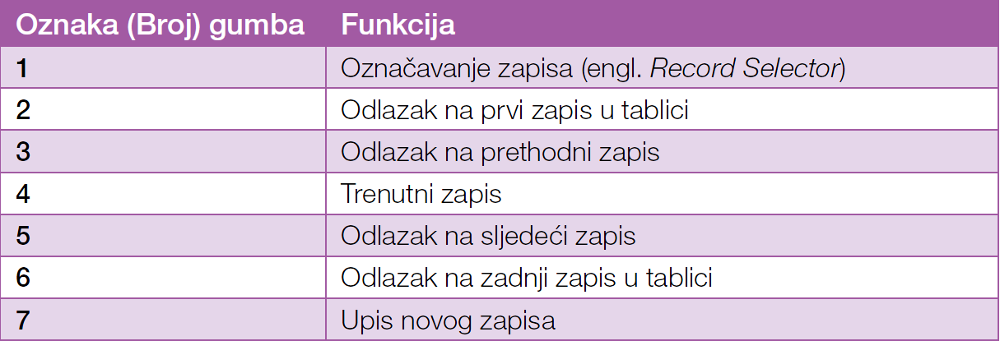 Oznaka (Broj) gumba Funkcija
1 Označavanje zapisa (engl. Record Selector)
2 Odlazak na prvi zapis u tablici
3 Odlazak na prethodni zapis
4 Trenutni zapis
5 Odlazak na sljedeći zapis
6 Odlazak na zadnji zapis u tablici
7 Upis novog zapisa